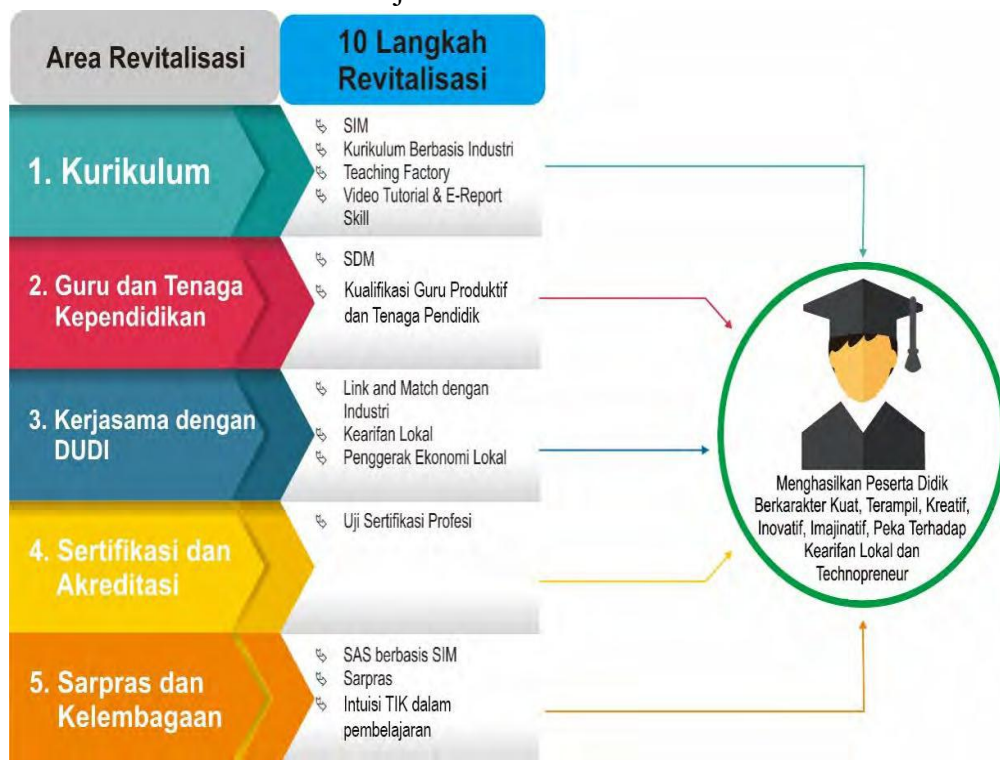 Area Revitalisasi
10 Langkah
Revitalisasi
1. Kurikulum
SIM
Kurikulum Berbasis Industri
Teaching Factory
Video Tutorial & E-Report
Skill
2. Guru dan Tenaga
Kependidikan
SDM
Kualifikasi Guru Produktif
dan Tenaga Pendidik
3. Kerjasama dengan
DUDI
Link and Match dengan
Industri
Kearifan Lokal
Penggerak Ekonomi Lokal
4. Sertifikasi dan
Akreditasi
Uji Sertifikasi Profesi
5. Sarpras dan
Kelembagaan
SAS berbasis SIM
Sarpras
Intuisi TIK dalam
pembelajaran
Menghasilkan Peserta Didik
Berkarakter Kuat, Terampil, Kreatif,
Inovatif, Imajinatif, Peka Terhadap
Kearifan Lokal dan
Technopreneur